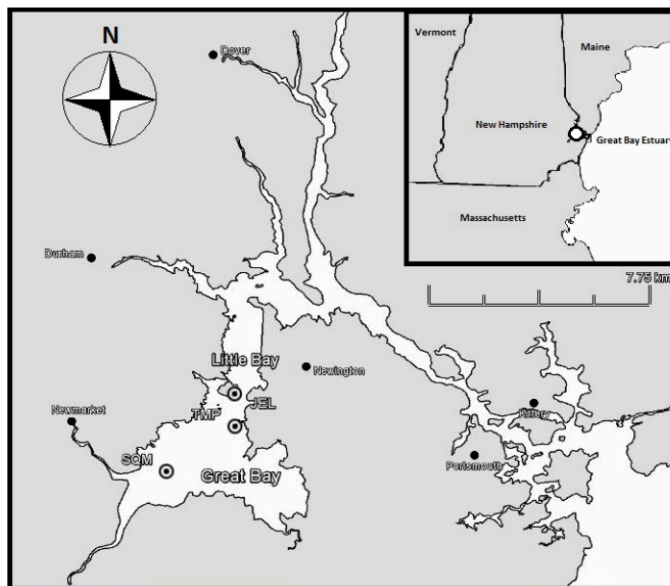 N
Dover
Vermont
Maine
New Hampshire
Great Bay Estuary
Massachusetts
Durham
7.75 km
Little Bay
Newington
JEL
Newmarket
TMP
Kittery
SQM
Great Bay
Portsmouth